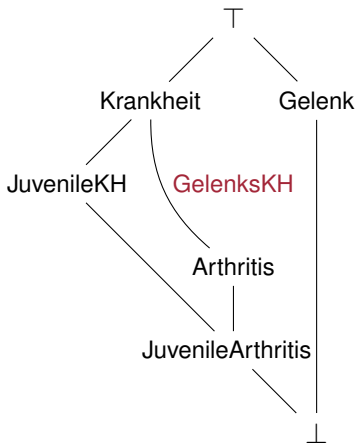 ⊤
Krankheit Gelenk
JuvenileKH GelenksKH
Arthritis
JuvenileArthritis
⊥